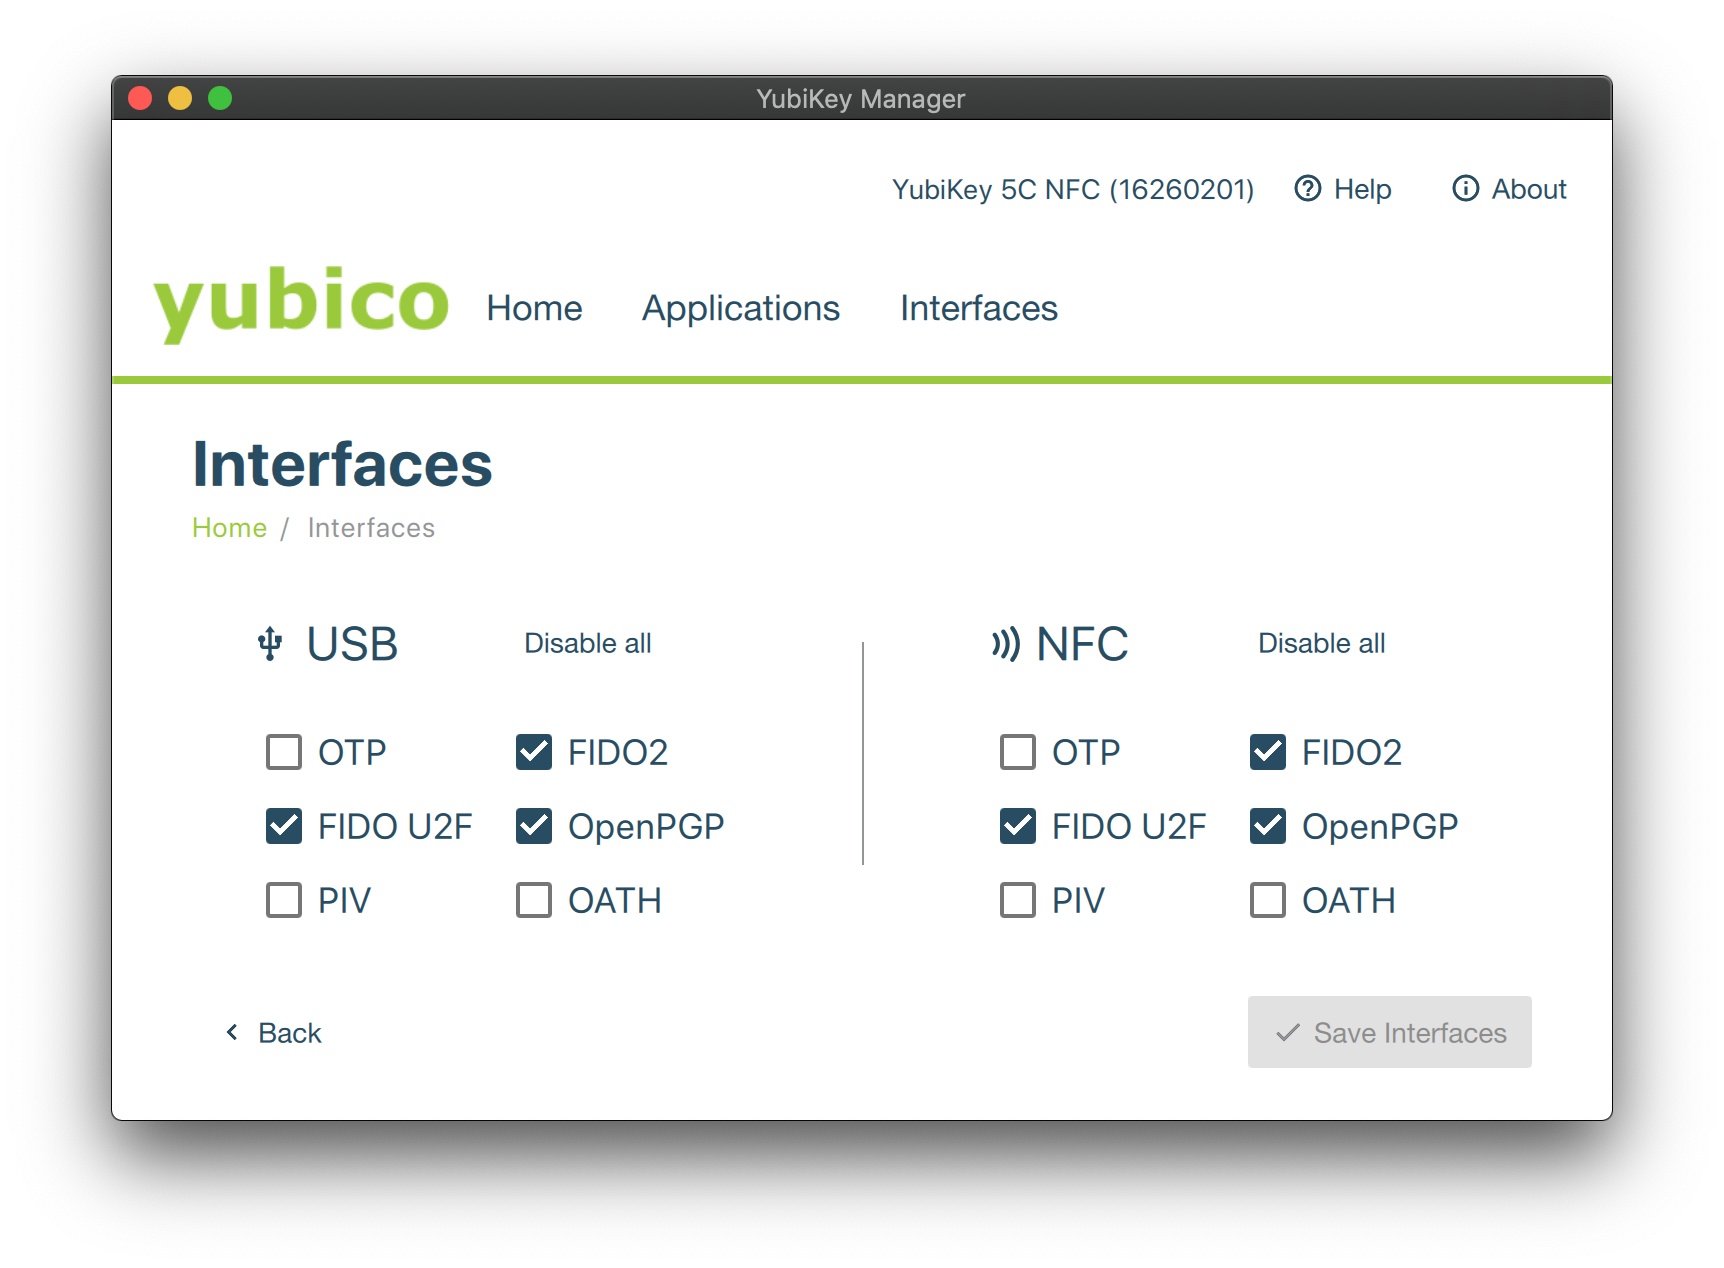 YubiKey Manager
YubiKey 5C NFC (16260201) Help About
yubico Home Applications Interfaces
Interfaces
Home / Interfaces
USB Disable all
OTP FIDO2
FIDO U2F OpenPGP
PIV OATH
NFC Disable all
OTP FIDO2
FIDO U2F OpenPGP
PIV OATH
Back
Save Interfaces